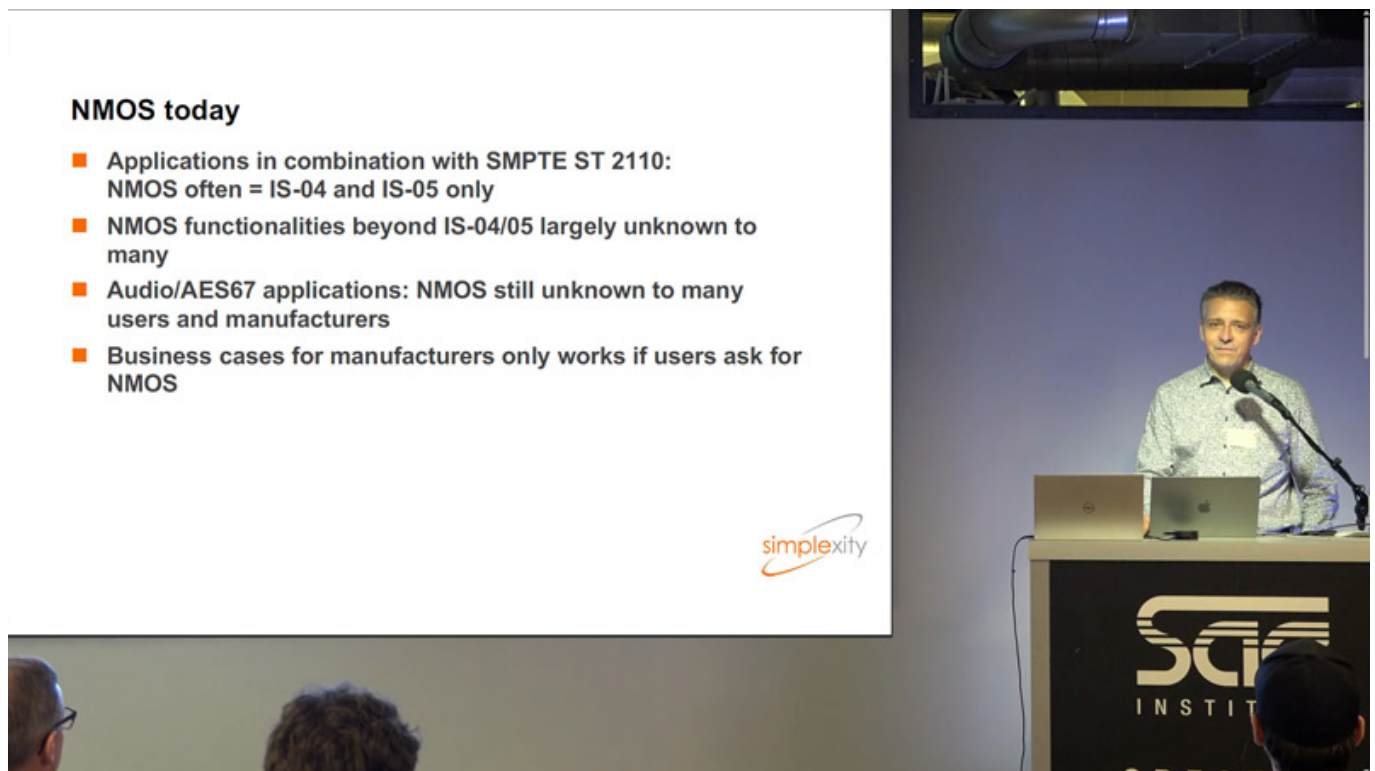 NMOS today
Applications in combination with SMPTE ST 2110:
NMOS often = IS-04 and IS-05 only
NMOS functionalities beyond IS-04/05 largely unknown to
many
Audio/AES67 applications: NMOS still unknown to many
users and manufacturers
Business cases for manufacturers only works if users ask for
NMOS
simplexity
sae